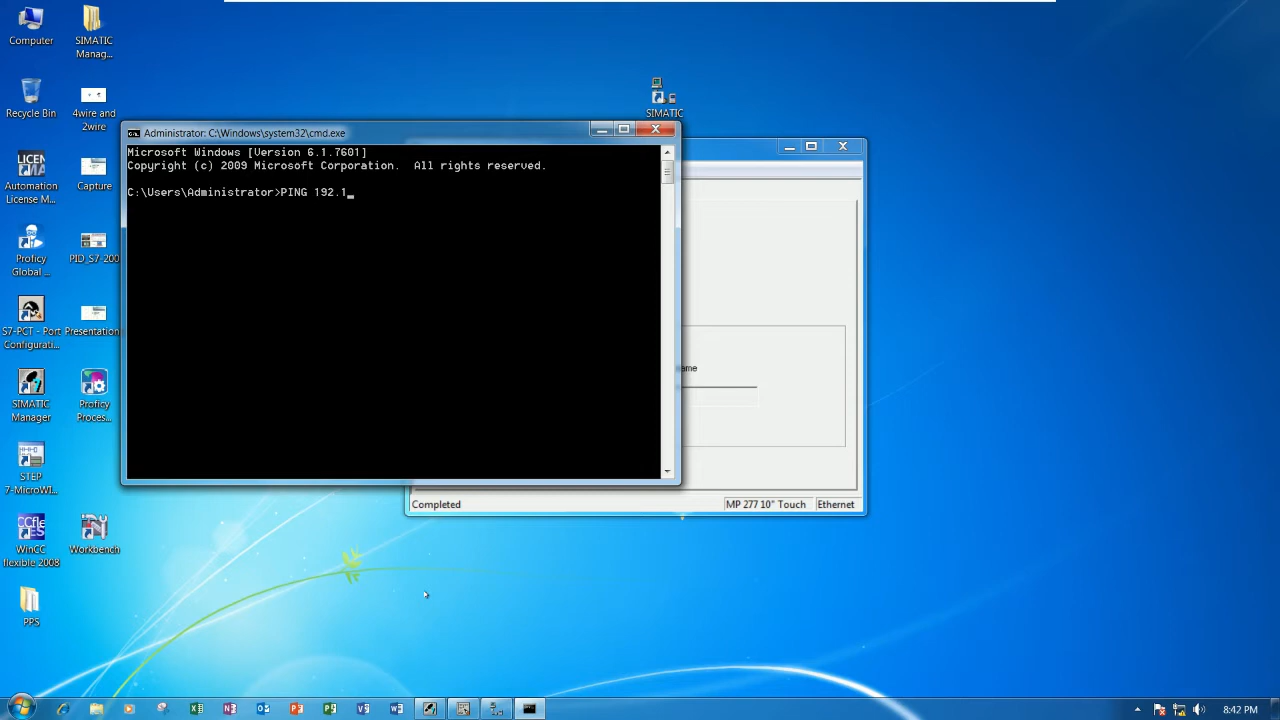 Computer
SIMATIC
Manag...
Recycle Bin
4wire and
2wire
SIMATIC
Administrator: C:\Windows\system32\cmd.exe
Microsoft Windows [Version 6.1.7601]
Copyright (c) 2009 Microsoft Corporation.  All rights reserved.
C:\Users\Administrator>PING 192.1_
Automation
License M...
Capture
Proficy
Global ...
PID_S7-200
S7-PCT - Port
Configurati...
Presentation
ame
SIMATIC
Manager
Proficy
Proces...
STEP
7-MicroWI...
Completed
MP 277 10" Touch
Ethernet
WinCC
flexible 2008
Workbench
PPS
8:42 PM